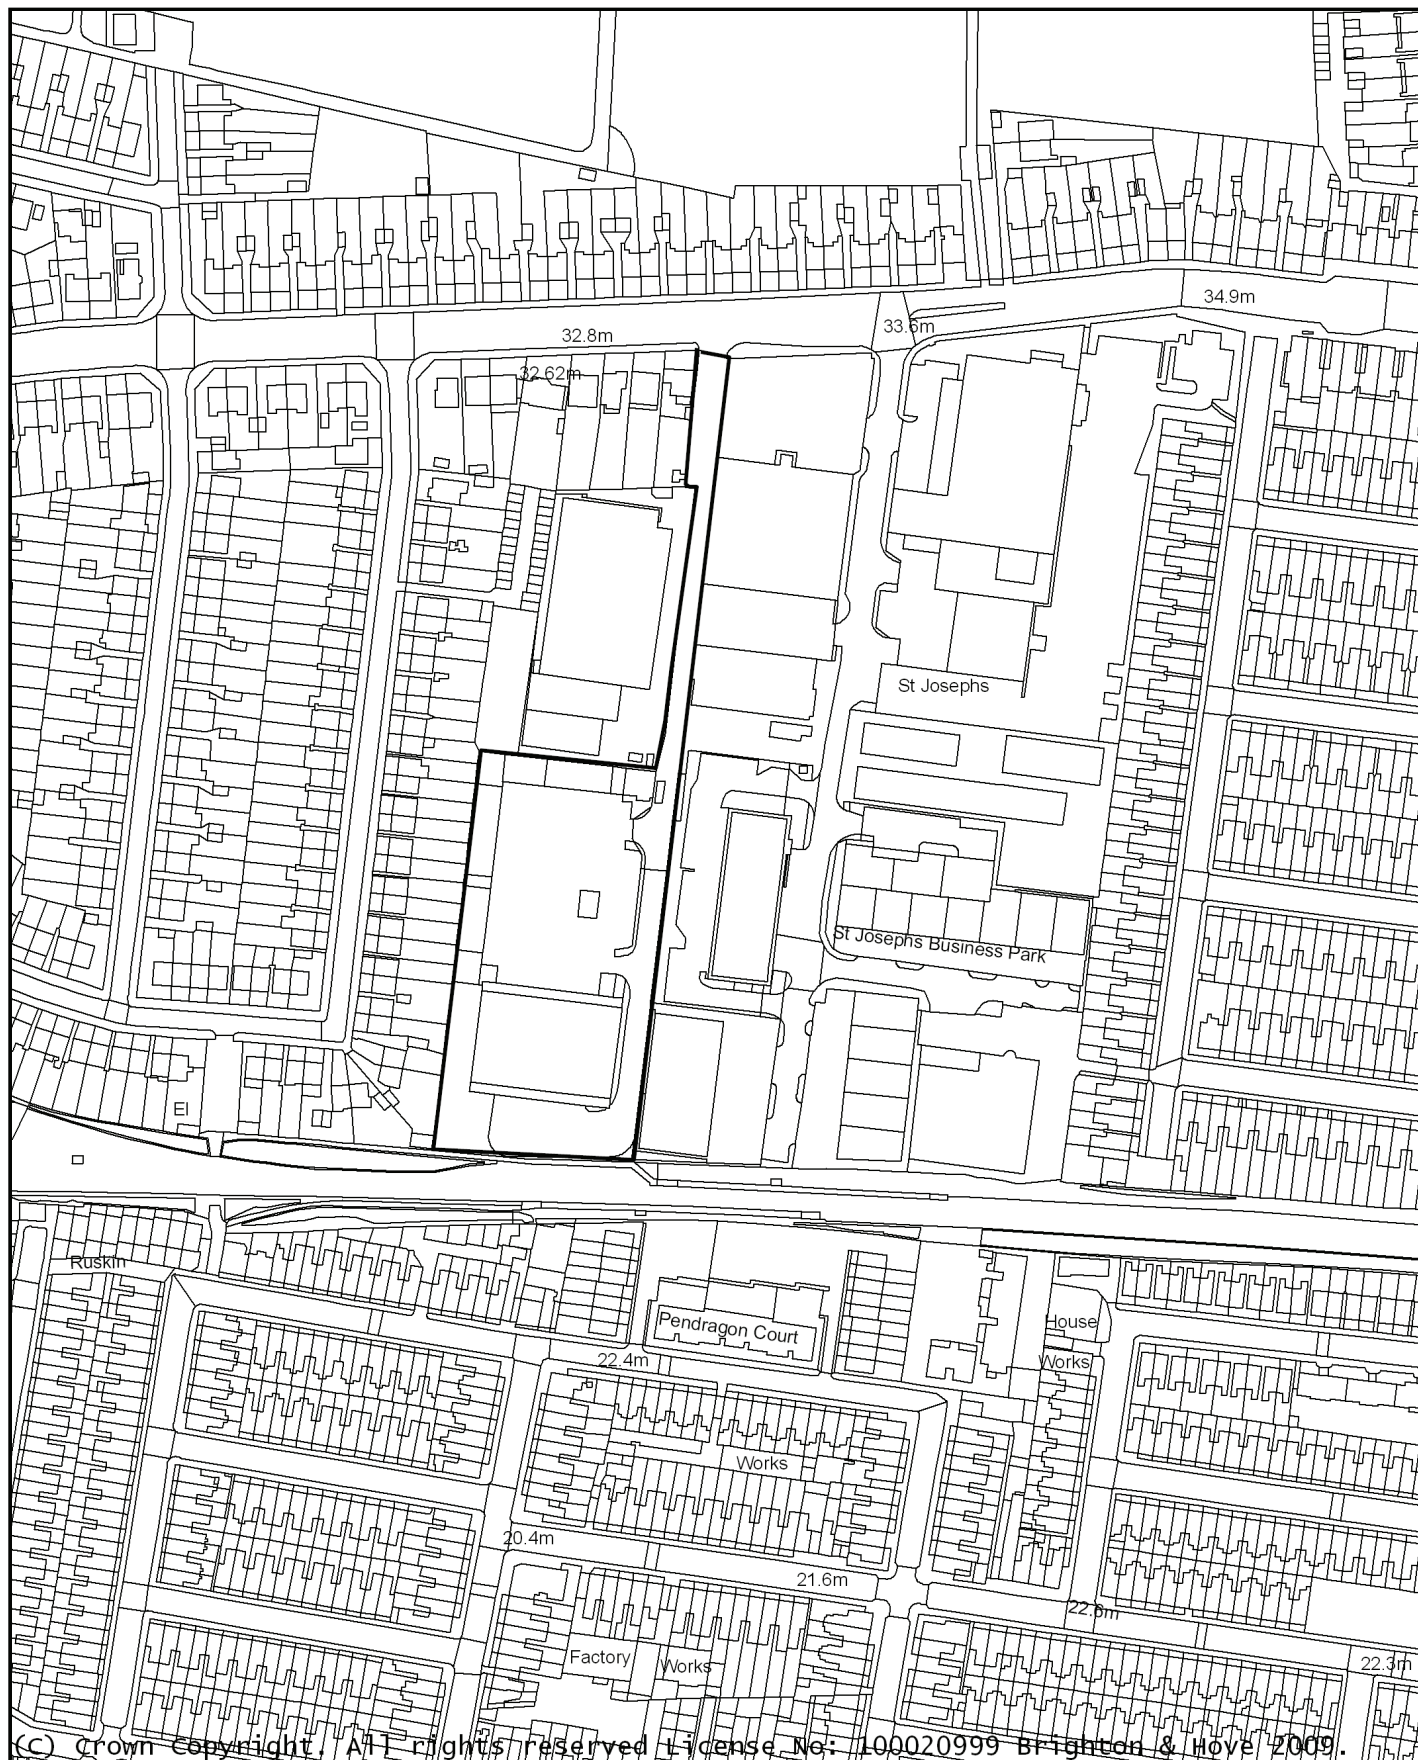 34.9m
33.6m
32.8m
32.62m
St Josephs
St Josephs Business Park
El
Ruskin
House
Pendragon Court
22.4m
Works
Works
20.4m
21.6m
22.6m
Factory
Works
22.3m
(C) Crown Copyright. All rights reserved License No: 100020999 Brighton & Hove 2009.